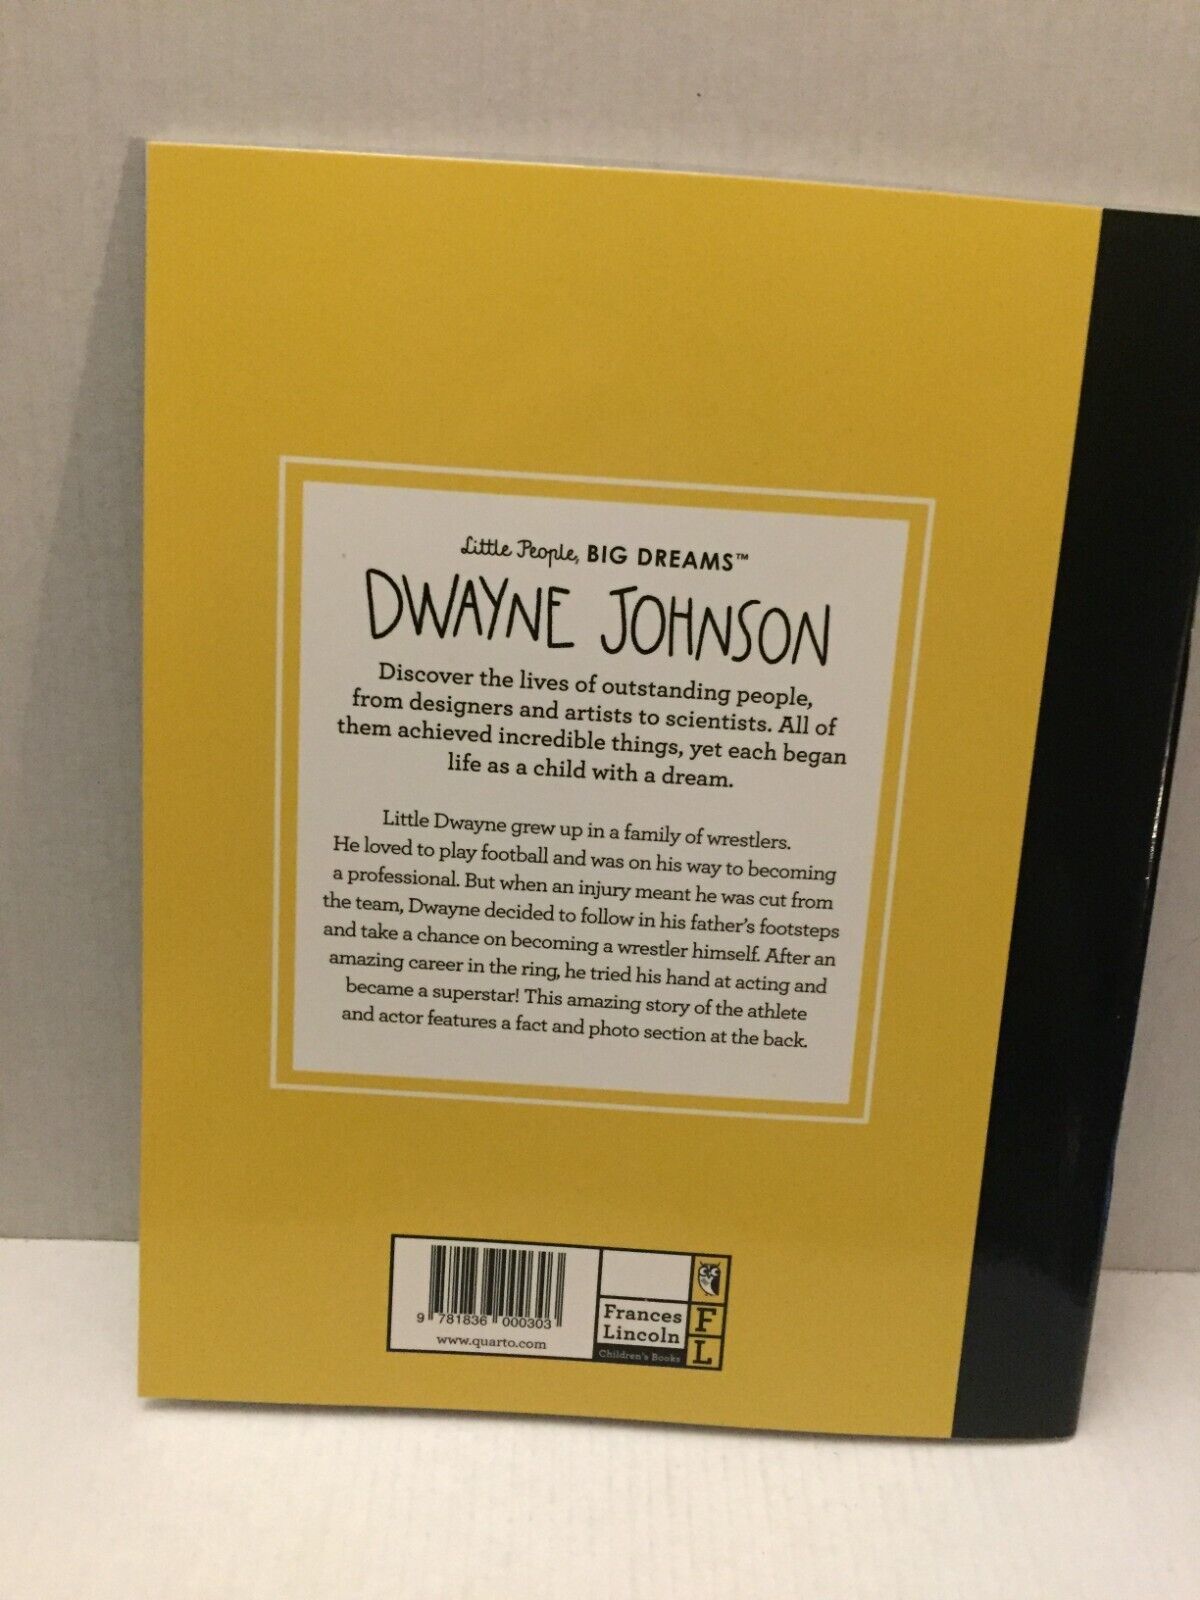 Little People, BIG DREAMS™
DWAYNE JOHNSON
Discover the lives of outstanding people,
from designers and artists to scientists. All of
them achieved incredible things, yet each began
life as a child with a dream.
Little Dwayne grew up in a family of wrestlers.
He loved to play football and was on his way to becoming
a professional. But when an injury meant he was cut from
the team, Dwayne decided to follow in his father's footsteps
and take a chance on becoming a wrestler himself. After an
amazing career in the ring, he tried his hand at acting and
became a superstar! This amazing story of the athlete
and actor features a fact and photo section at the back.
9 781836 000303
www.quarto.com
Frances
Lincoln
Children's Books
F
L